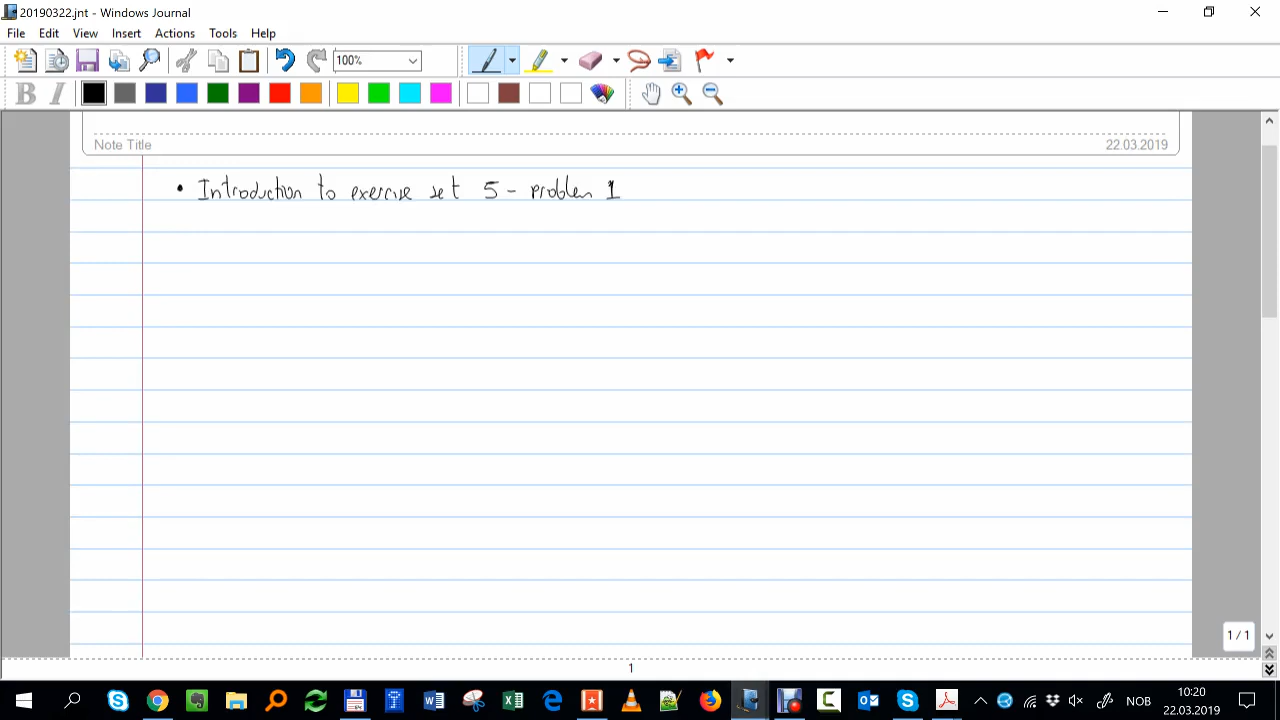 20190322.jnt - Windows Journal
File Edit View Insert Actions Tools Help
100%
B I
Note Title
22.03.2019
• Introduction to exercise set 5 - problem 1
1 / 1
1
NOB
10:20
22.03.2019